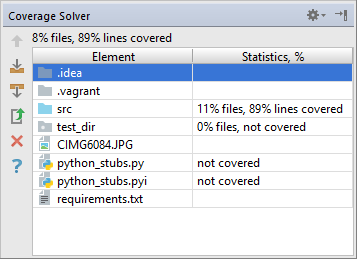 Coverage Solver
8% files, 89% lines covered
Element Statistics, %
.idea
.vagrant
src 11% files, 89% lines covered
test_dir 0% files, not covered
CIMG6084.JPG
python_stubs.py not covered
python_stubs.pyi not covered
requirements.txt